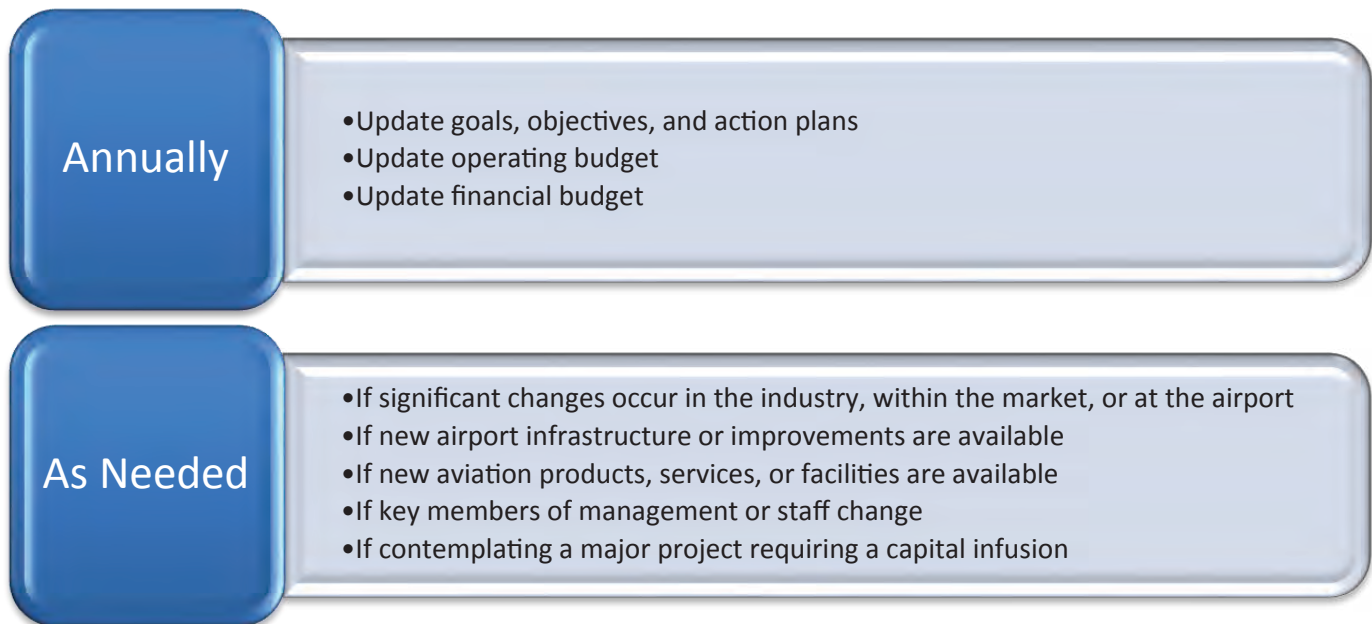 Annually
•Update goals, objectives, and action plans
•Update operating budget
•Update financial budget
As Needed
•If significant changes occur in the industry, within the market, or at the airport
•If new airport infrastructure or improvements are available
•If new aviation products, services, or facilities are available
•If key members of management or staff change
•If contemplating a major project requiring a capital infusion